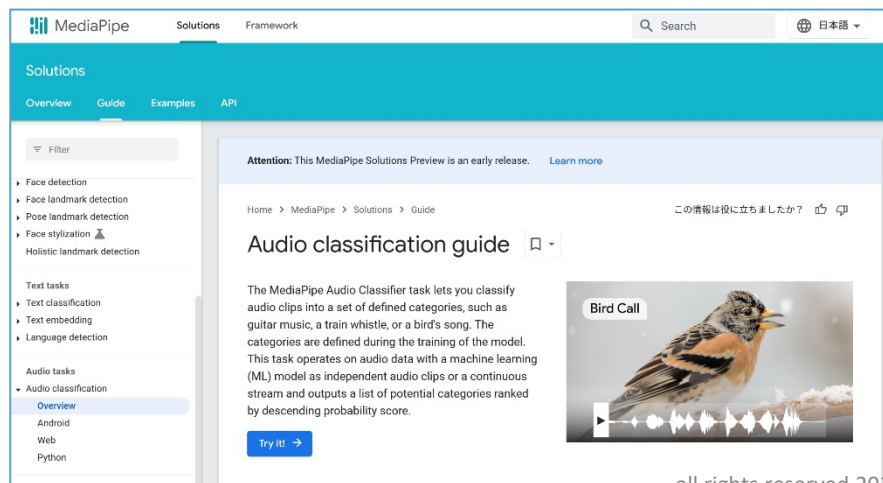 MediaPipe Solutions Framework Search 日本語
Solutions
Overview Guide Examples API
Filter
Face detection
Face landmark detection
Pose landmark detection
Face stylization
Holistic landmark detection
Text tasks
Text classification
Text embedding
Language detection
Audio tasks
Audio classification
Overview
Android
Web
Python
Attention: This MediaPipe Solutions Preview is an early release. Learn more
Home > MediaPipe > Solutions > Guide
この情報は役に立ちましたか？
Audio classification guide
The MediaPipe Audio Classifier task lets you classify
audio clips into a set of defined categories, such as
guitar music, a train whistle, or a bird's song. The
categories are defined during the training of the model.
This task operates on audio data with a machine learning
(ML) model as independent audio clips or a continuous
stream and outputs a list of potential categories ranked
by descending probability score.
Try it!
Bird Call
all rights reserved